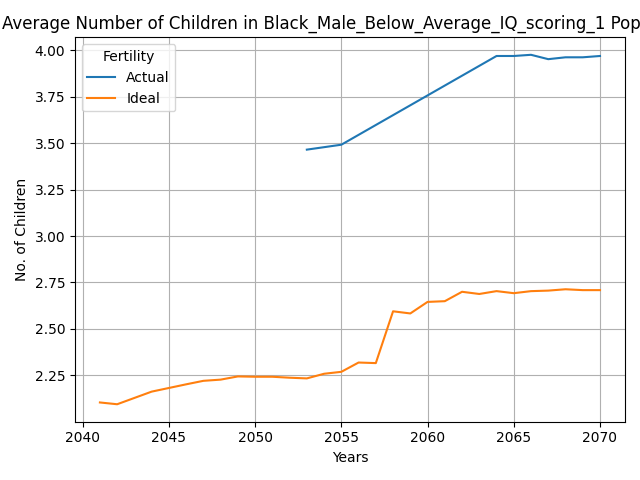 Average Number of Children in Black_Male_Below_Average_IQ_scoring_1 Pop
Fertility
Actual
Ideal
No. of Children
4.00
3.75
3.50
3.25
3.00
2.75
2.50
2.25
2040 2045 2050 2055 2060 2065 2070
Years